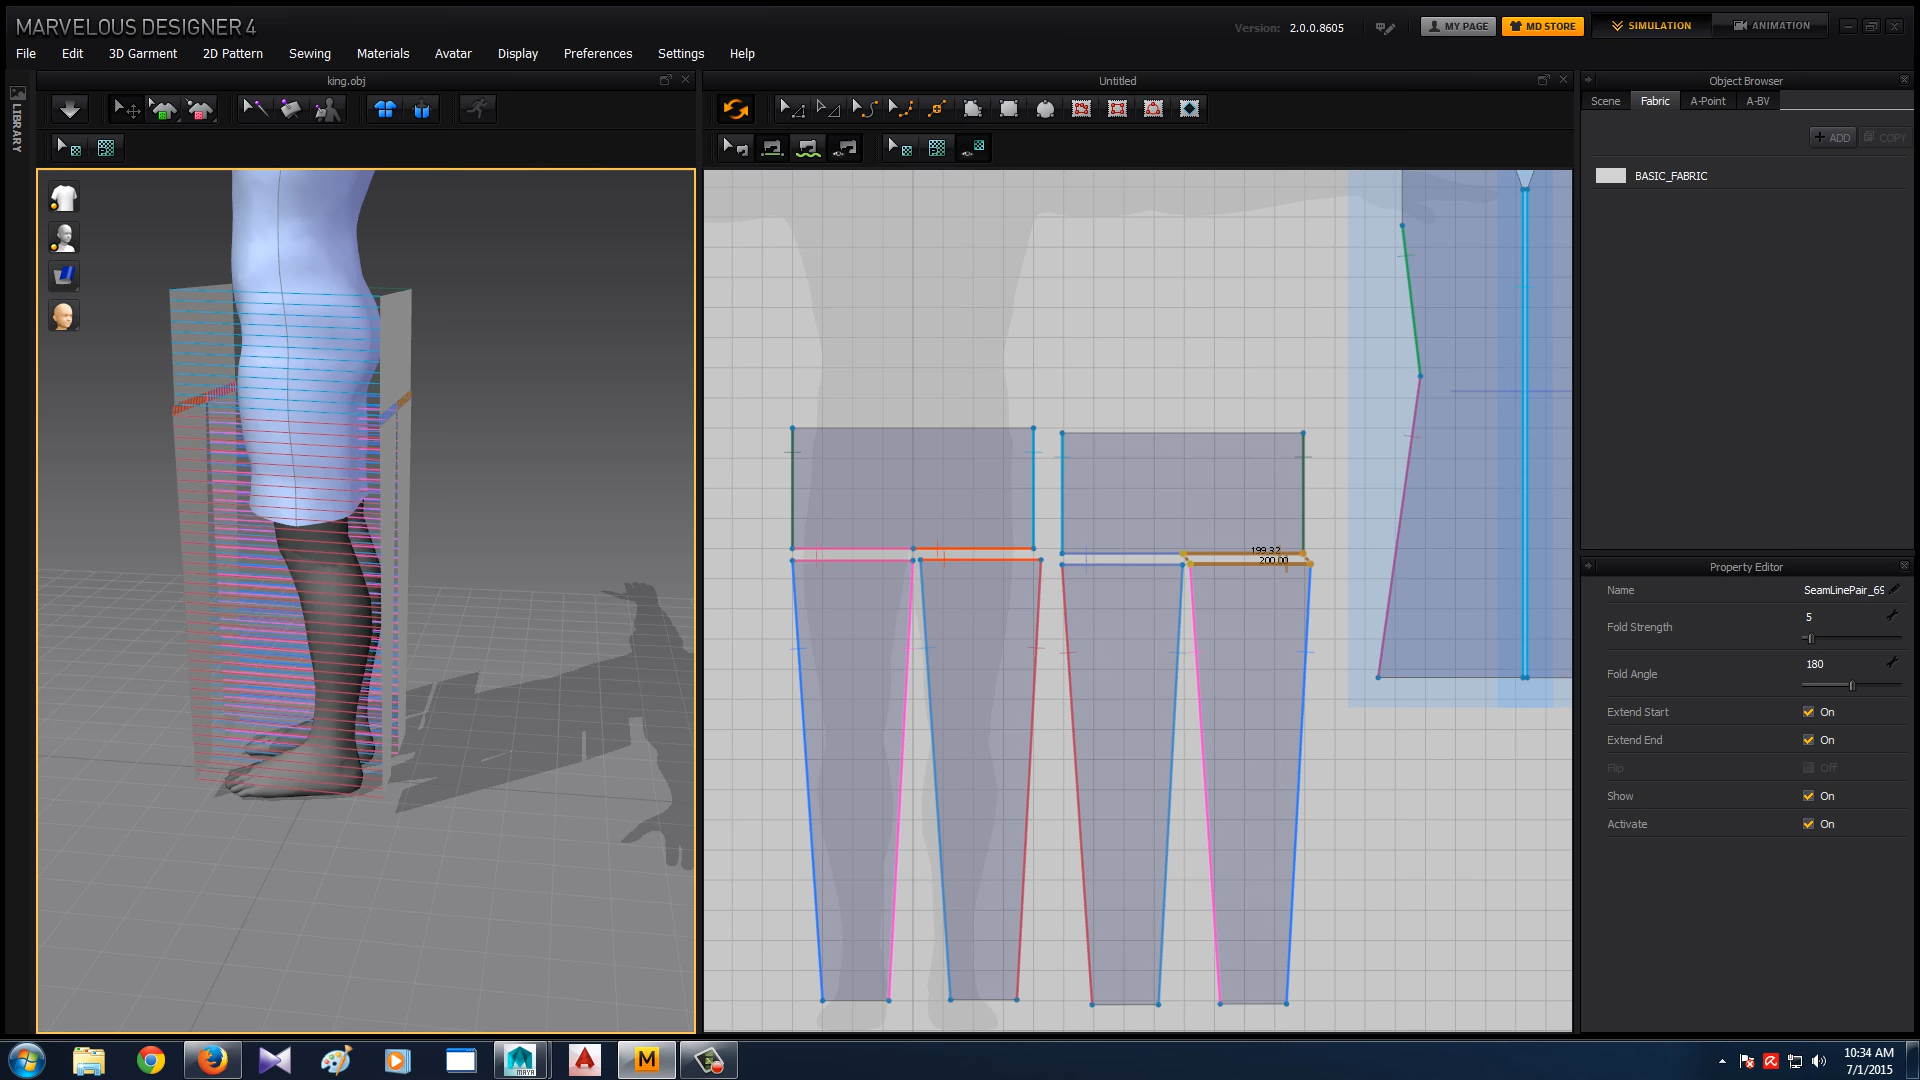 MARVELOUS DESIGNER 4
Version: 2.0.0.8605
MY PAGE
MD STORE
SIMULATION
ANIMATION
File Edit 3D Garment 2D Pattern Sewing Materials Avatar Display Preferences Settings Help
LIBRARY
king.obj
Untitled
Object Browser
Scene Fabric A-Point A-BV
+ ADD COPY
BASIC_FABRIC
199.32
200.00
Property Editor
Name SeamLinePair_69
Fold Strength 5
Fold Angle 180
Extend Start On
Extend End On
Flip Off
Show On
Activate On
MAYA
A
M
10:34 AM
7/1/2015